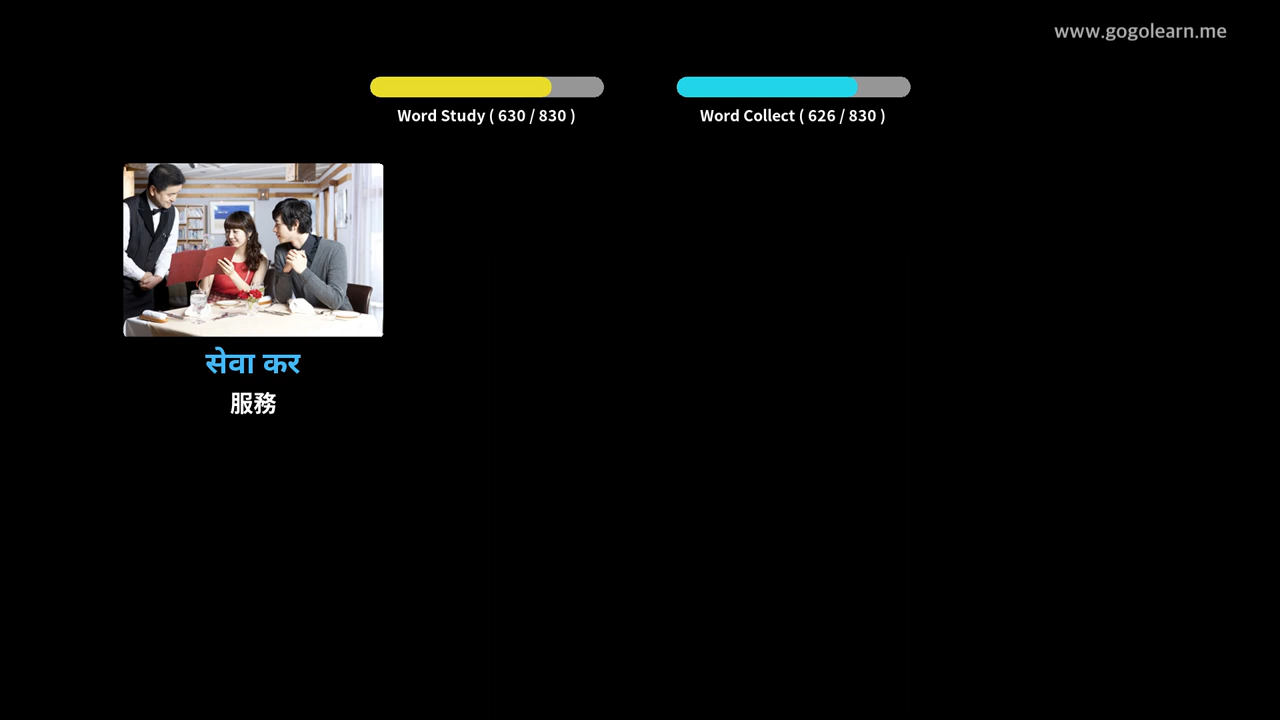 www.gogolearn.me
Word Study ( 630 / 830 )
Word Collect ( 626 / 830 )
सेवा कर
服務